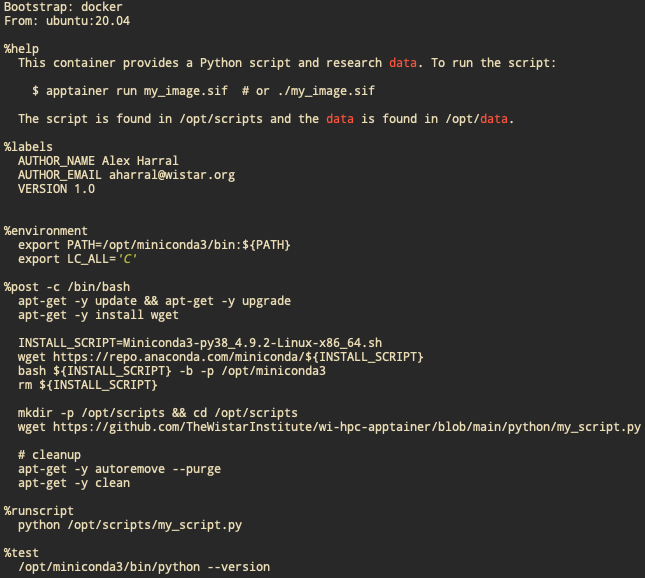 Bootstrap: docker
From: ubuntu:20.04
%help
This container provides a Python script and research data. To run the script:
$ apptainer run my_image.sif  # or ./my_image.sif
The script is found in /opt/scripts and the data is found in /opt/data.
%labels
AUTHOR_NAME Alex Harral
AUTHOR_EMAIL aharral@wistar.org
VERSION 1.0
%environment
export PATH=/opt/miniconda3/bin:${PATH}
export LC_ALL='C'
%post -c /bin/bash
apt-get -y update && apt-get -y upgrade
apt-get -y install wget
INSTALL_SCRIPT=Miniconda3-py38_4.9.2-Linux-x86_64.sh
wget https://repo.anaconda.com/miniconda/${INSTALL_SCRIPT}
bash ${INSTALL_SCRIPT} -b -p /opt/miniconda3
rm ${INSTALL_SCRIPT}
mkdir -p /opt/scripts && cd /opt/scripts
wget https://github.com/TheWistarInstitute/wi-hpc-apptainer/blob/main/python/my_script.py
# cleanup
apt-get -y autoremove --purge
apt-get -y clean
%runscript
python /opt/scripts/my_script.py
%test
/opt/miniconda3/bin/python --version